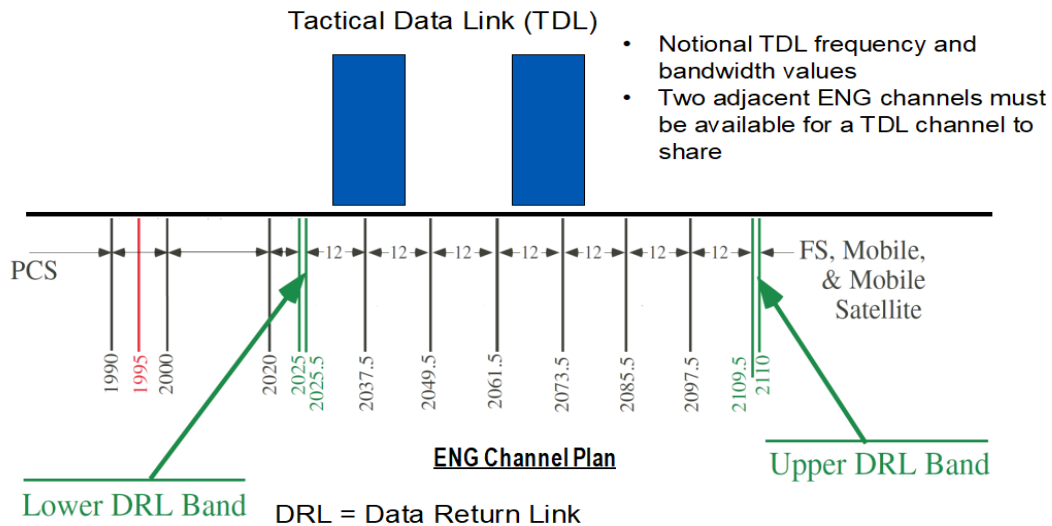 Tactical Data Link (TDL)
• Notional TDL frequency and
bandwidth values
• Two adjacent ENG channels must
be available for a TDL channel to
share
PCS
12 12 12 12 12 12 12
FS, Mobile,
& Mobile
Satellite
1990
1995
2000
2020
2025
2025.5
2037.5
2049.5
2061.5
2073.5
2085.5
2097.5
2109.5
2110
ENG Channel Plan
Lower DRL Band
Upper DRL Band
DRL = Data Return Link